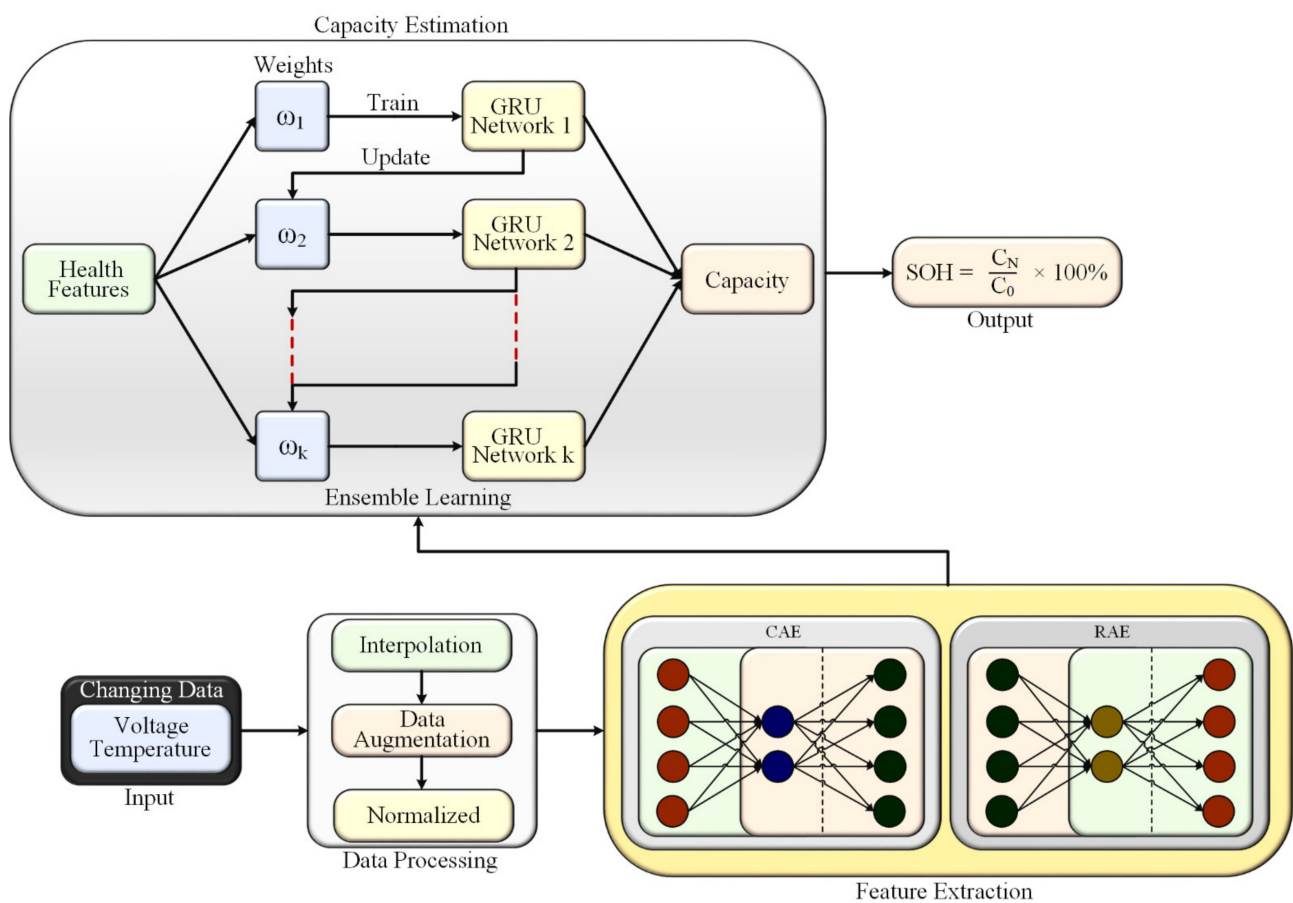 Capacity Estimation
Weights
ω1
Train
GRU
Network 1
Update
ω2
GRU
Network 2
Health
Features
Capacity
SOH = C_N/C_0 × 100%
Output
ωk
GRU
Network k
Ensemble Learning
Changing Data
Voltage
Temperature
Input
Interpolation
Data
Augmentation
Normalized
Data Processing
CAE
RAE
Feature Extraction